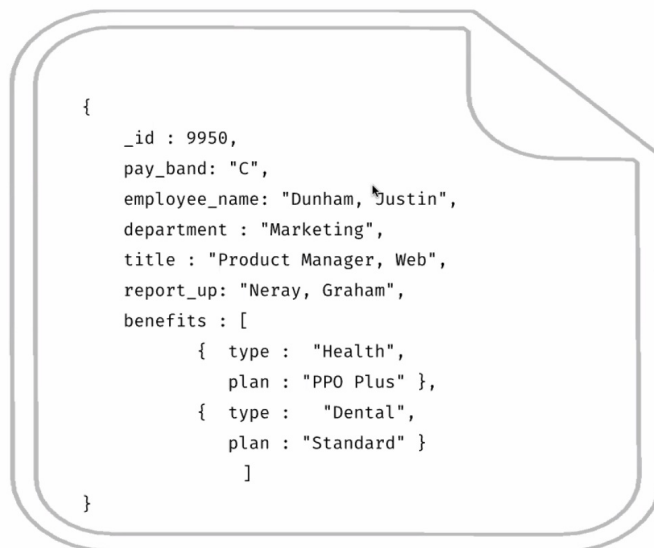 {
_id : 9950,
pay_band: "C",
employee_name: "Dunham, Justin",
department : "Marketing",
title : "Product Manager, Web",
report_up: "Neray, Graham",
benefits : [
{ type : "Health",
plan : "PPO Plus" },
{ type : "Dental",
plan : "Standard" }
]
}